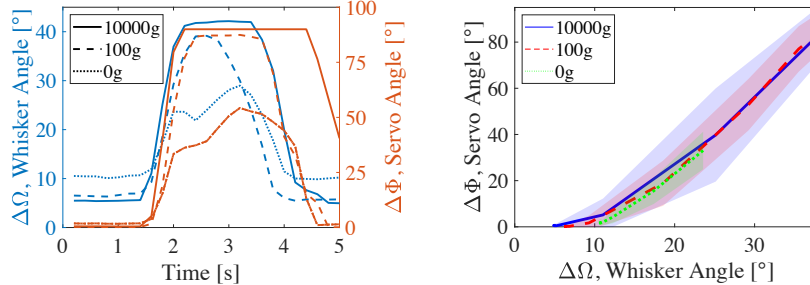 10000g
100g
0g
ΔΩ, Whisker Angle [°]
40
30
20
10
0
0
1
2
3
4
5
Time [s]
100
75
50
25
0
ΔΦ, Servo Angle [°]
10000g
100g
0g
ΔΦ, Servo Angle [°]
80
60
40
20
0
0
10
20
30
ΔΩ, Whisker Angle [°]